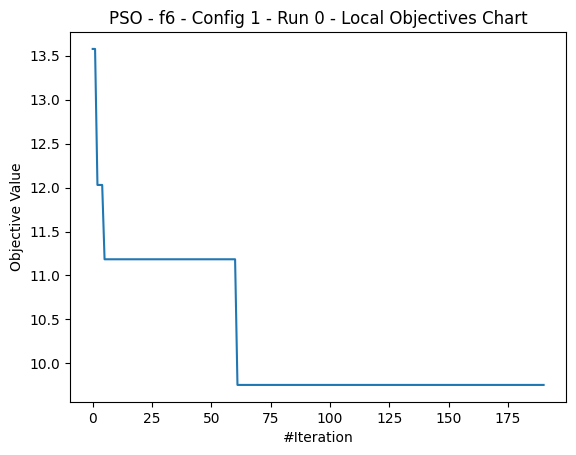 PSO - f6 - Config 1 - Run 0 - Local Objectives Chart
13.5
13.0
12.5
12.0
11.5
11.0
10.5
10.0
Objective Value
0 25 50 75 100 125 150 175
#Iteration